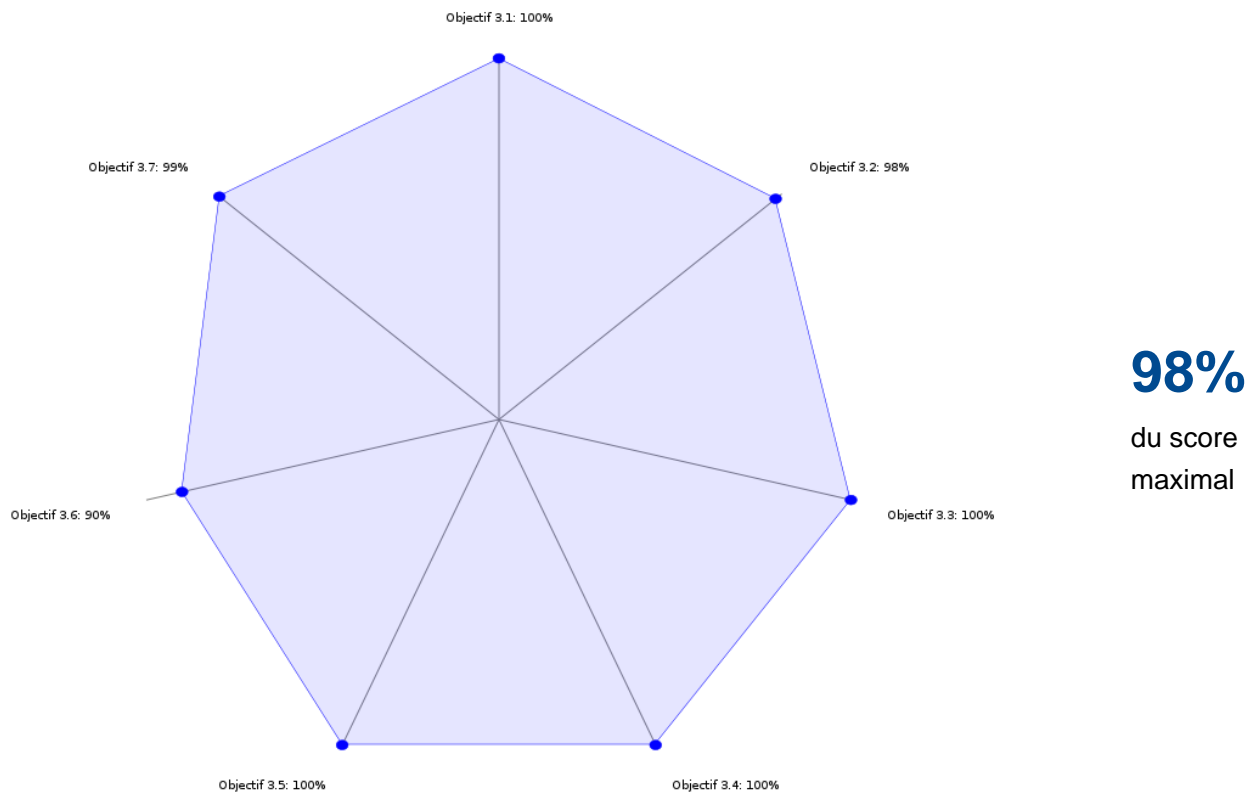 Objectif 3.1: 100%
Objectif 3.7: 99%
Objectif 3.2: 98%
98%
du score
maximal
Objectif 3.6: 90%
Objectif 3.3: 100%
Objectif 3.5: 100%
Objectif 3.4: 100%